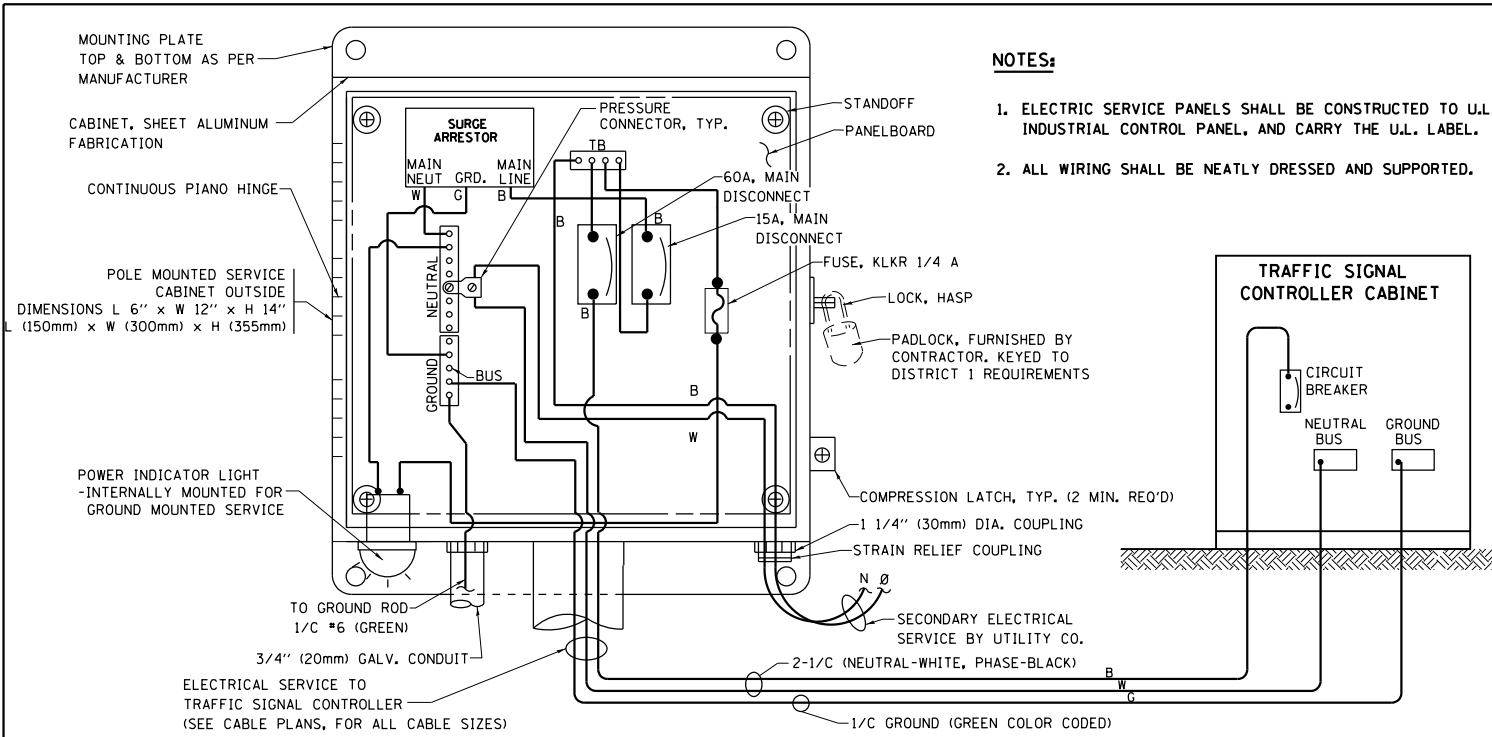 MOUNTING PLATE
TOP & BOTTOM AS PER
MANUFACTURER
CABINET, SHEET ALUMINUM
FABRICATION
CONTINUOUS PIANO HINGE
POLE MOUNTED SERVICE
CABINET OUTSIDE
DIMENSIONS L 6" x W 12" x H 14"
L (150mm) x W (300mm) x H (355mm)
POWER INDICATOR LIGHT
-INTERNALLY MOUNTED FOR
GROUND MOUNTED SERVICE
SURGE
ARRESTOR
MAIN
NEUT
GRD.
MAIN
LINE
W
G
B
PRESSURE
CONNECTOR, TYP.
TB
STANDOFF
PANELBOARD
60A, MAIN
DISCONNECT
15A, MAIN
DISCONNECT
B
B
B
FUSE, KLKR 1/4 A
LOCK, HASP
PADLOCK, FURNISHED BY
CONTRACTOR. KEYED TO
DISTRICT 1 REQUIREMENTS
NEUTRAL
GROUND
BUS
B
W
COMPRESSION LATCH, TYP. (2 MIN. REQ'D)
1 1/4" (30mm) DIA. COUPLING
STRAIN RELIEF COUPLING
N Ø
SECONDARY ELECTRICAL
SERVICE BY UTILITY CO.
TO GROUND ROD
1/C #6 (GREEN)
3/4" (20mm) GALV. CONDUIT
ELECTRICAL SERVICE TO
TRAFFIC SIGNAL CONTROLLER
(SEE CABLE PLANS, FOR ALL CABLE SIZES)
2-1/C (NEUTRAL-WHITE, PHASE-BLACK)
B
W
G
1/C GROUND (GREEN COLOR CODED)
NOTES:
1. ELECTRIC SERVICE PANELS SHALL BE CONSTRUCTED TO U.L
INDUSTRIAL CONTROL PANEL, AND CARRY THE U.L. LABEL.
2. ALL WIRING SHALL BE NEATLY DRESSED AND SUPPORTED.
TRAFFIC SIGNAL
CONTROLLER CABINET
CIRCUIT
BREAKER
NEUTRAL
BUS
GROUND
BUS